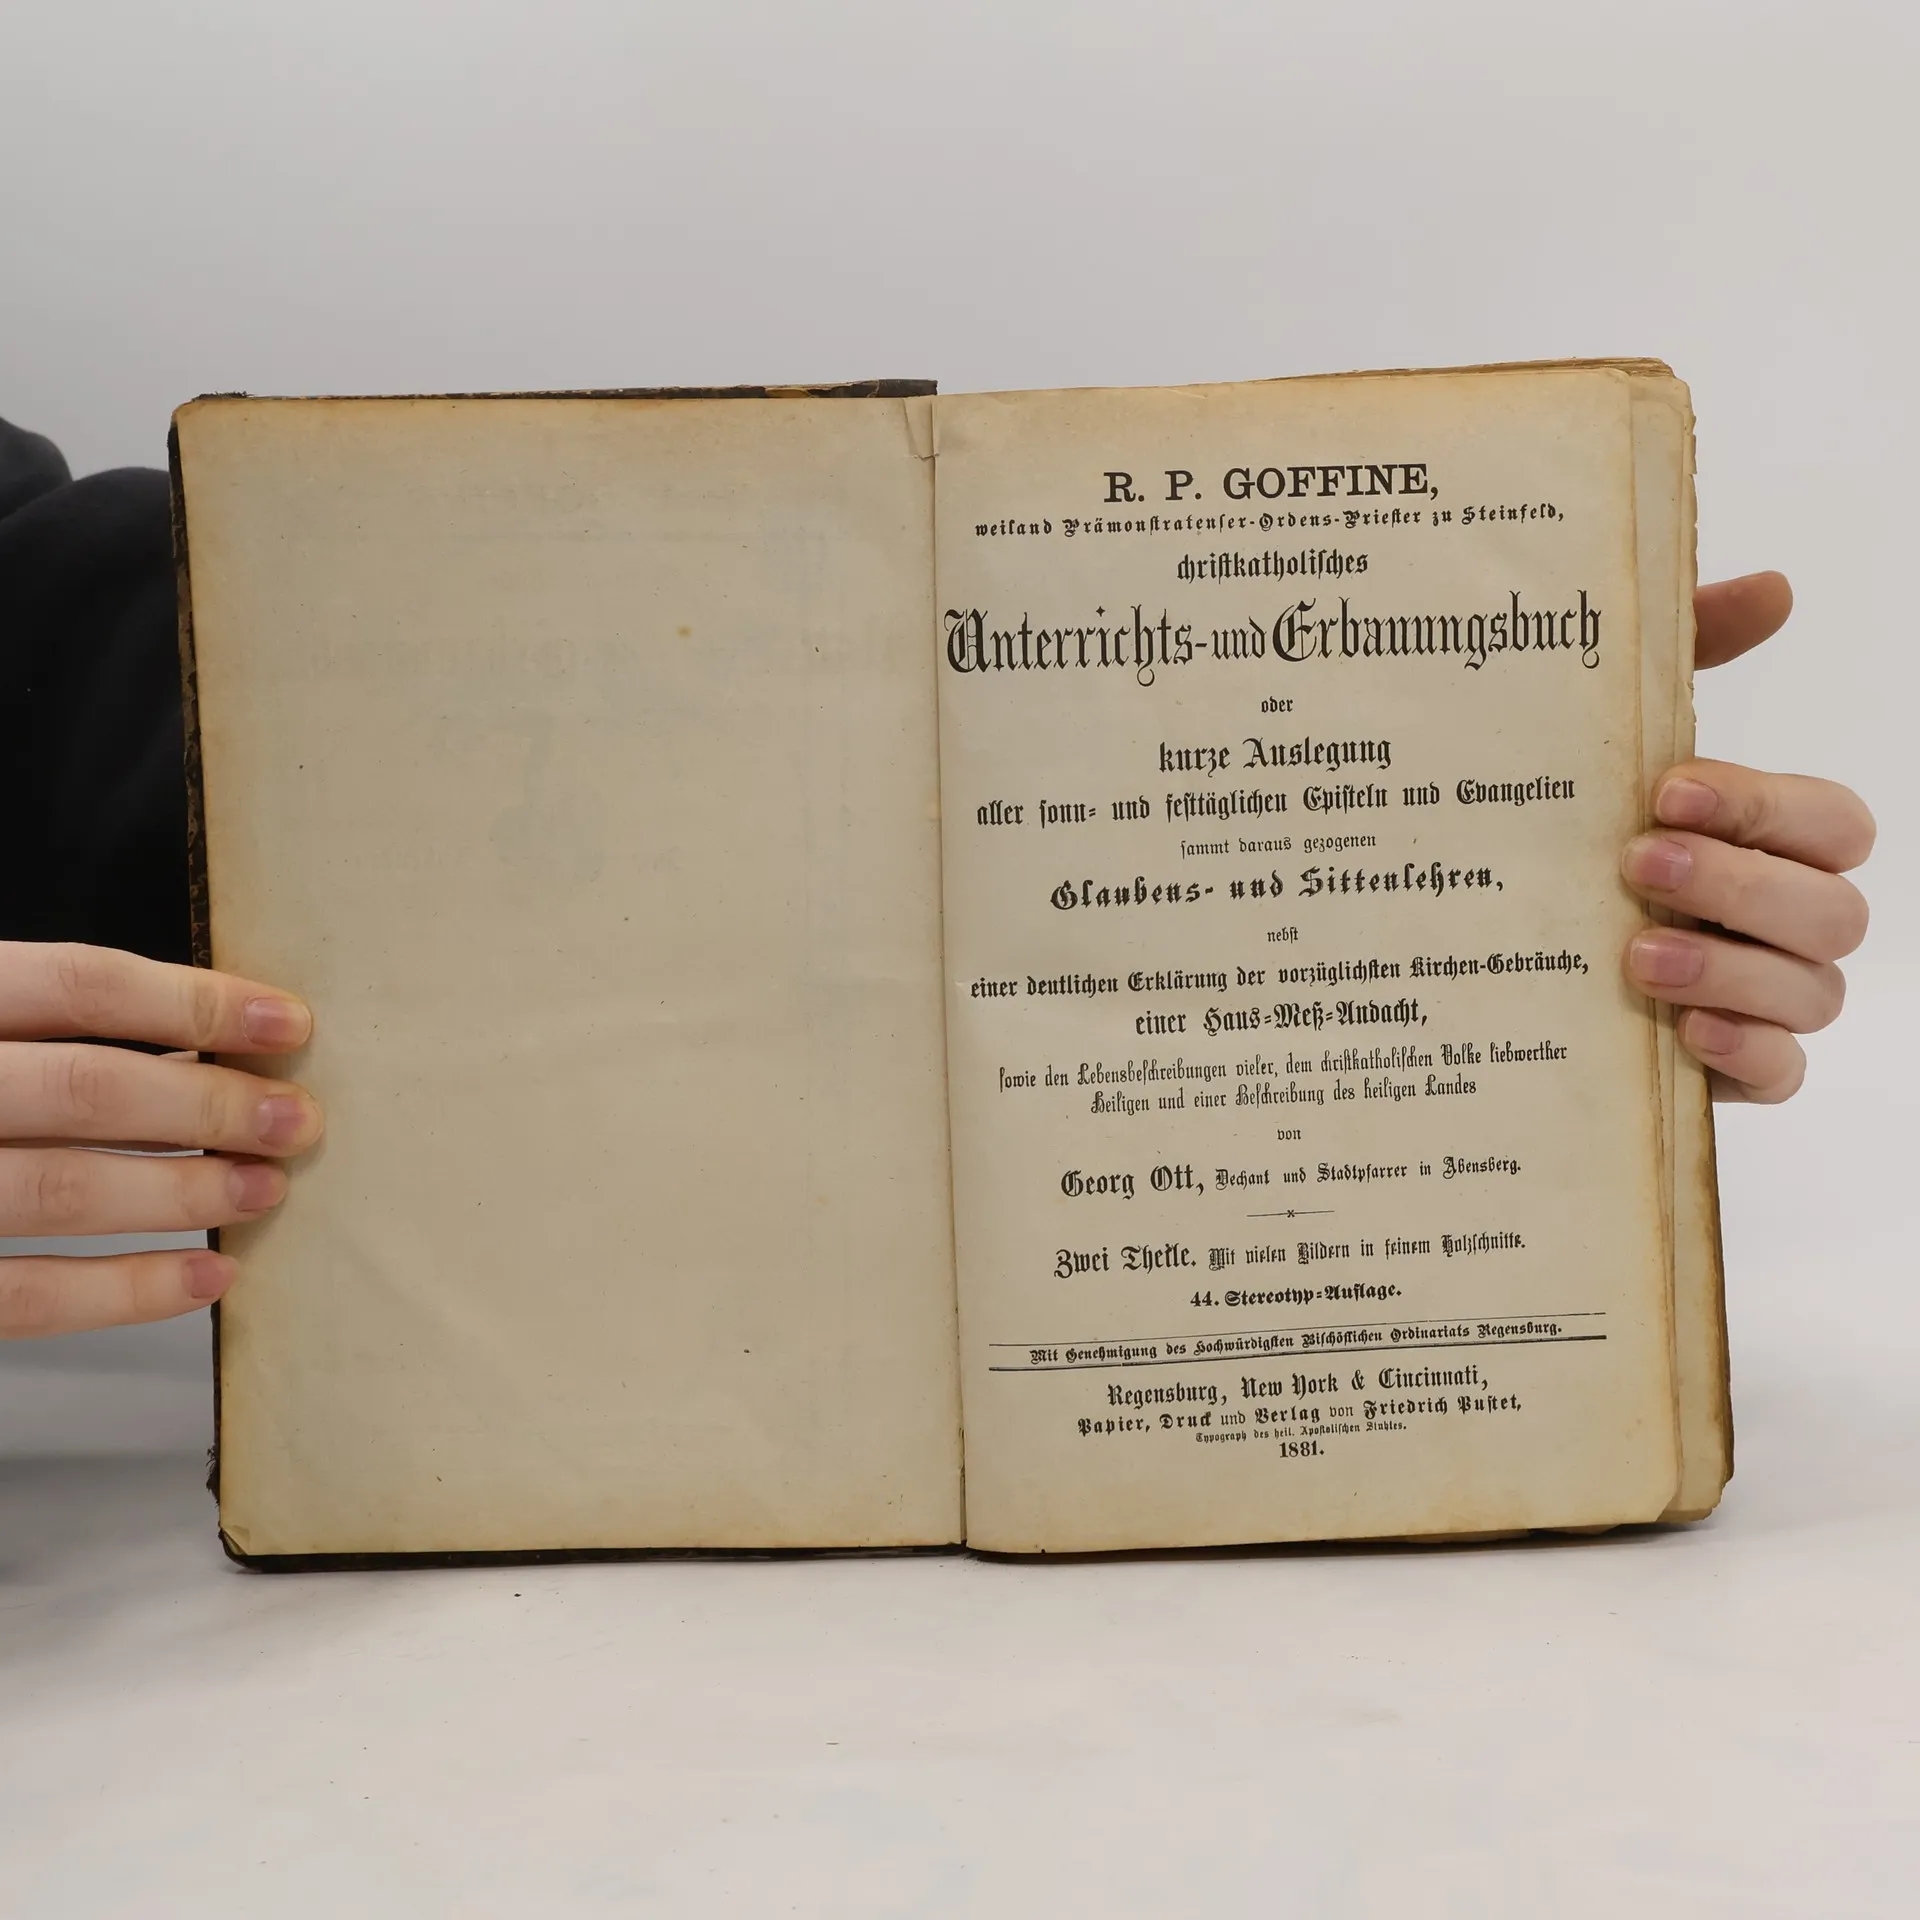 R. P. GOFFINE,
weiland Prämonstratenser-Ordens-Priester zu Steinfeld,
christkatholisches
Unterrichts- und Erbauungsbuch
oder
kurze Auslegung
aller sonn- und festtäglichen Episteln und Evangelien
sammt daraus gezogenen
Glaubens- und Sittenlehren,
nebst
einer deutlichen Erklärung der vorzüglichsten Kirchen-Gebräuche,
einer Haus-Meß-Andacht,
sowie den Lebensbeschreibungen vieler, dem christkatholischen Volke liebwerther
Heiligen und einer Beschreibung des heiligen Landes
von
Georg Ott, Dechant und Stadtpfarrer in Abensberg.
Zwei Theile. Mit vielen Bildern in feinem Holzschnitte.
44. Stereotyp-Auflage.
Mit Genehmigung des Hochwürdigsten Bischöflichen Ordinariats Regensburg.
Regensburg, New York & Cincinnati,
Papier, Druck und Verlag von Friedrich Pustet,
Typograph des heil. Apostolischen Stuhles.
1881.